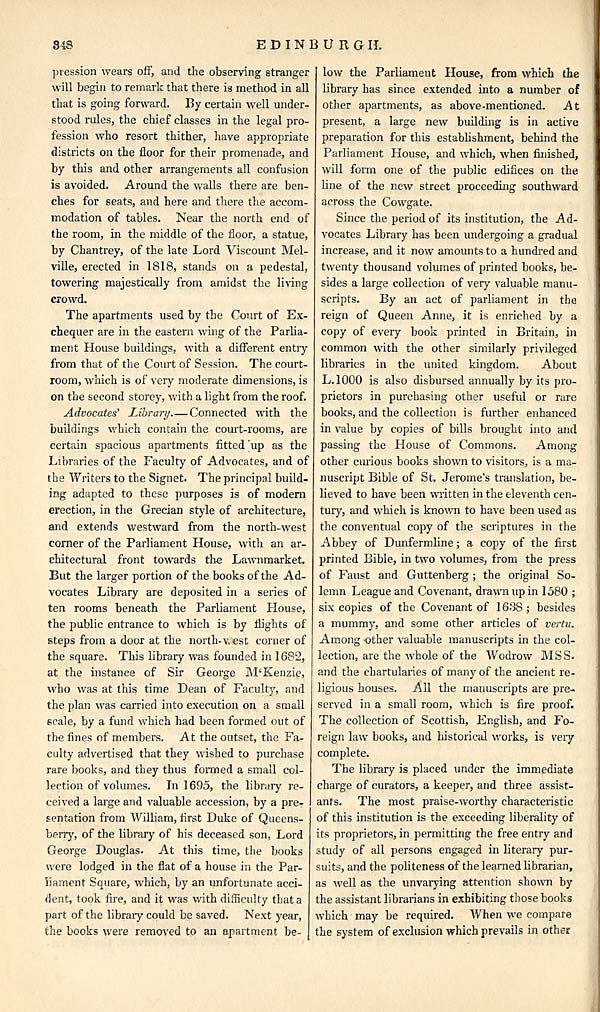 348
EDINBURGH.
pression wears off, and the observing stranger
will begin to remark that there is method in all
that is going forward. By certain well under-
stood rules, the chief classes in the legal pro-
fession who resort thither, have appropriate
districts on the floor for their promenade, and
by this and other arrangements all confusion
is avoided. Around the walls there are ben-
ches for seats, and here and there the accom-
modation of tables. Near the north end of
the room, in the middle of the floor, a statue,
by Chantrey, of the late Lord Viscount Mel-
ville, erected in 1818, stands on a pedestal,
towering majestically from amidst the living
crowd.
The apartments used by the Court of Ex-
chequer are in the eastern wing of the Parlia-
ment House buildings, with a different entry
from that of the Court of Session. The court-
room, which is of very moderate dimensions, is
on the second storey, with a light from the roof.
Advocates' Library.—Connected with the
buildings which contain the court-rooms, are
certain spacious apartments fitted up as the
Libraries of the Faculty of Advocates, and of
the Writers to the Signet. The principal build-
ing adapted to these purposes is of modern
erection, in the Grecian style of architecture,
and extends westward from the north-west
corner of the Parliament House, with an ar-
chitectural front towards the Lawnmarket.
But the larger portion of the books of the Ad-
vocates Library are deposited in a series of
ten rooms beneath the Parliament House,
the public entrance to which is by flights of
steps from a door at the north-west corner of
the square. This library was founded in 1682,
at the instance of Sir George M'Kenzie,
who was at this time Dean of Faculty, and
the plan was carried into execution on a small
scale, by a fund which had been formed out of
the fines of members. At the outset, the Fa-
culty advertised that they wished to purchase
rare books, and they thus formed a small col-
lection of volumes. In 1695, the library re-
ceived a large and valuable accession, by a pre-
sentation from William, first Duke of Queens-
berry, of the library of his deceased son, Lord
George Douglas. At this time, the books
were lodged in the flat of a house in the Par-
liament Square, which, by an unfortunate acci-
dent, took fire, and it was with difficulty that a
part of the library could be saved. Next year,
the books were removed to an apartment be-
low the Parliament House, from which the
library has since extended into a number of
other apartments, as above-mentioned. At
present, a large new building is in active
preparation for this establishment, behind the
Parliament House, and which, when finished,
will form one of the public edifices on the
line of the new street proceeding southward
across the Cowgate.
Since the period of its institution, the Ad-
vocates Library has been undergoing a gradual
increase, and it now amounts to a hundred and
twenty thousand volumes of printed books, be-
sides a large collection of very valuable manu-
scripts. By an act of parliament in the
reign of Queen Anne, it is enriched by a
copy of every book printed in Britain, in
common with the other similarly privileged
libraries in the united kingdom. About
L.1000 is also disbursed annually by its pro-
prietors in purchasing other useful or rare
books, and the collection is further enhanced
in value by copies of bills brought into and
passing the House of Commons. Among
other curious books shown to visitors, is a ma-
nuscript Bible of St. Jerome's translation, be-
lieved to have been written in the eleventh cen-
tury, and which is known to have been used as
the conventual copy of the scriptures in the
Abbey of Dunfermline; a copy of the first
printed Bible, in two volumes, from the press
of Faust and Guttenberg; the original So-
lemn League and Covenant, drawn up in 1580;
six copies of the Covenant of 1638; besides
a mummy, and some other articles of vertu.
Among other valuable manuscripts in the col-
lection, are the whole of the Wodrow MSS.
and the chartularies of many of the ancient re-
ligious houses. All the manuscripts are pre-
served in a small room, which is fire proof.
The collection of Scottish, English, and Fo-
reign law books, and historical works, is very
complete.
The library is placed under the immediate
charge of curators, a keeper, and three assist-
ants. The most praise-worthy characteristic
of this institution is the exceeding liberality of
its proprietors, in permitting the free entry and
study of all persons engaged in literary pur-
suits, and the politeness of the learned librarian,
as well as the unvarying attention shown by
the assistant librarians in exhibiting those books
which may be required. When we compare
the system of exclusion which prevails in other